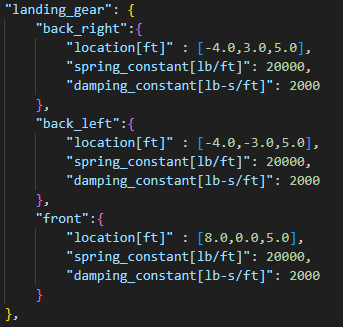 "landing_gear": {
"back_right":{
"location[ft]" : [-4.0,3.0,5.0],
"spring_constant[lb/ft]": 20000,
"damping_constant[lb-s/ft]": 2000
},
"back_left":{
"location[ft]" : [-4.0,-3.0,5.0],
"spring_constant[lb/ft]": 20000,
"damping_constant[lb-s/ft]": 2000
},
"front":{
"location[ft]" : [8.0,0.0,5.0],
"spring_constant[lb/ft]": 20000,
"damping_constant[lb-s/ft]": 2000
}
},